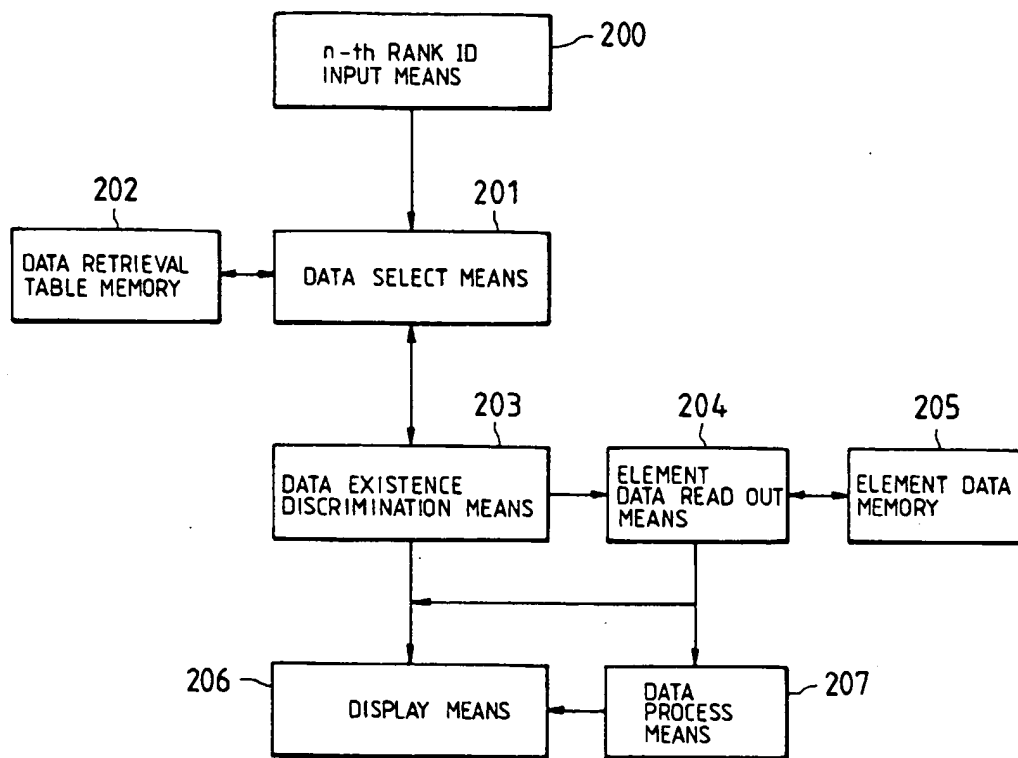 200
n-th RANK ID
INPUT MEANS
202
201
DATA RETRIEVAL
TABLE MEMORY
DATA SELECT MEANS
203
204
205
DATA EXISTENCE
DISCRIMINATION MEANS
ELEMENT
DATA READ OUT
MEANS
ELEMENT DATA
MEMORY
206
DISPLAY MEANS
DATA
PROCESS
MEANS
207